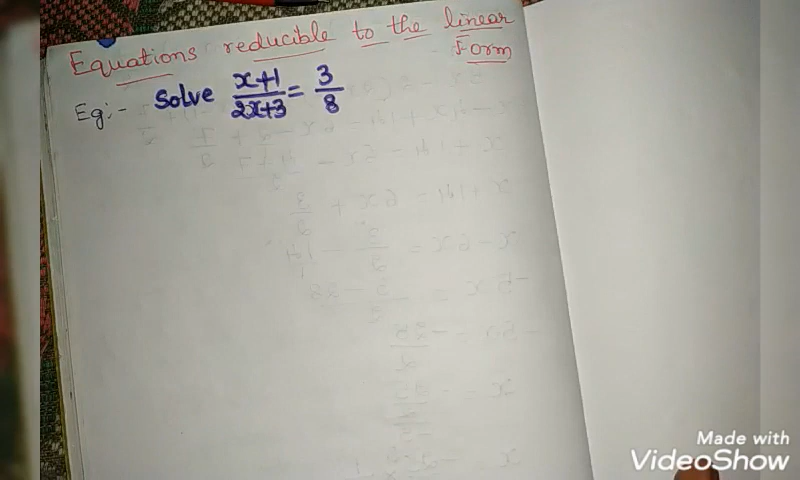 Equations reducible to the linear
Form
Eg:- Solve x+1/2x+3 = 3/8
Made with
VideoShow